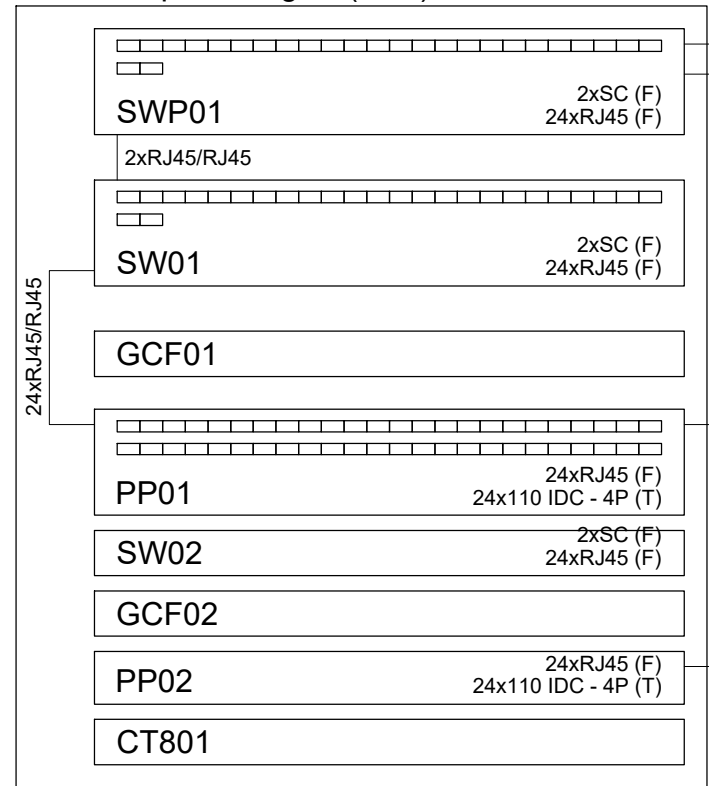 SWP01
2xSC (F)
24xRJ45 (F)
2xRJ45/RJ45
SW01
2xSC (F)
24xRJ45 (F)
24xRJ45/RJ45
GCF01
PP01
24xRJ45 (F)
24x110 IDC - 4P (T)
SW02
2xSC (F)
24xRJ45 (F)
GCF02
PP02
24xRJ45 (F)
24x110 IDC - 4P (T)
CT801